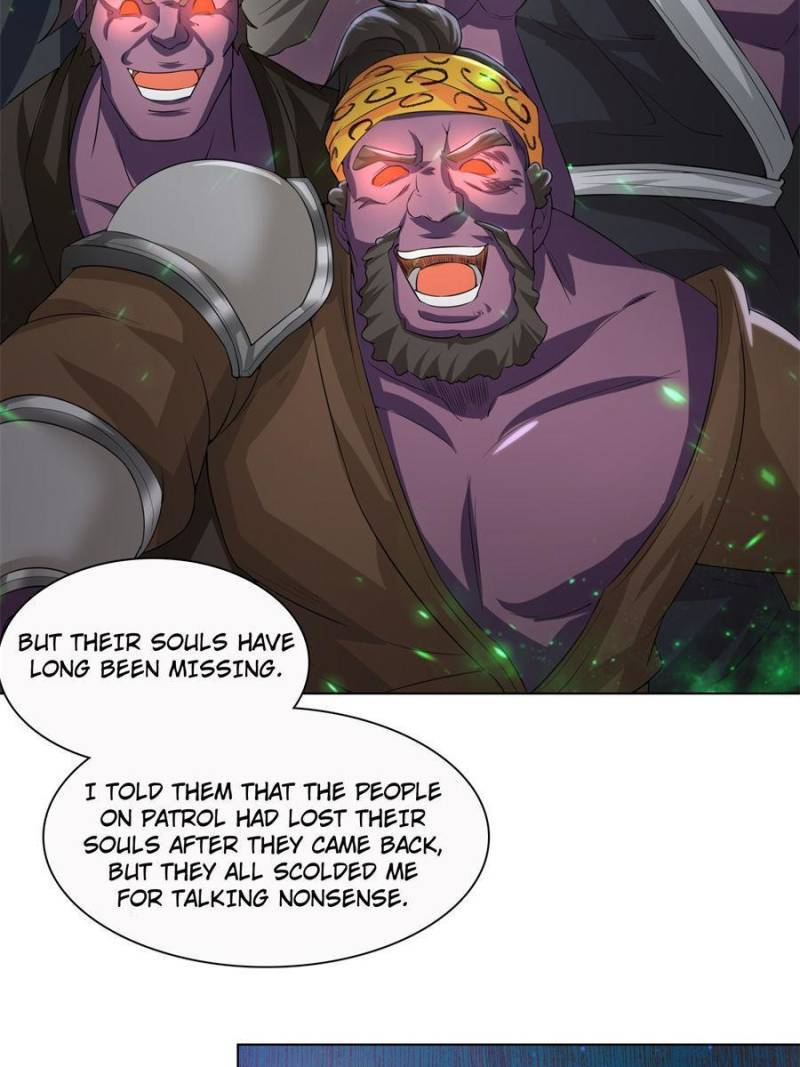 BUT THEIR SOULS HAVE
LONG BEEN MISSING.
I TOLD THEM THAT THE PEOPLE
ON PATROL HAD LOST THEIR
SOULS AFTER THEY CAME BACK,
BUT THEY ALL SCOLDED ME
FOR TALKING NONSENSE.